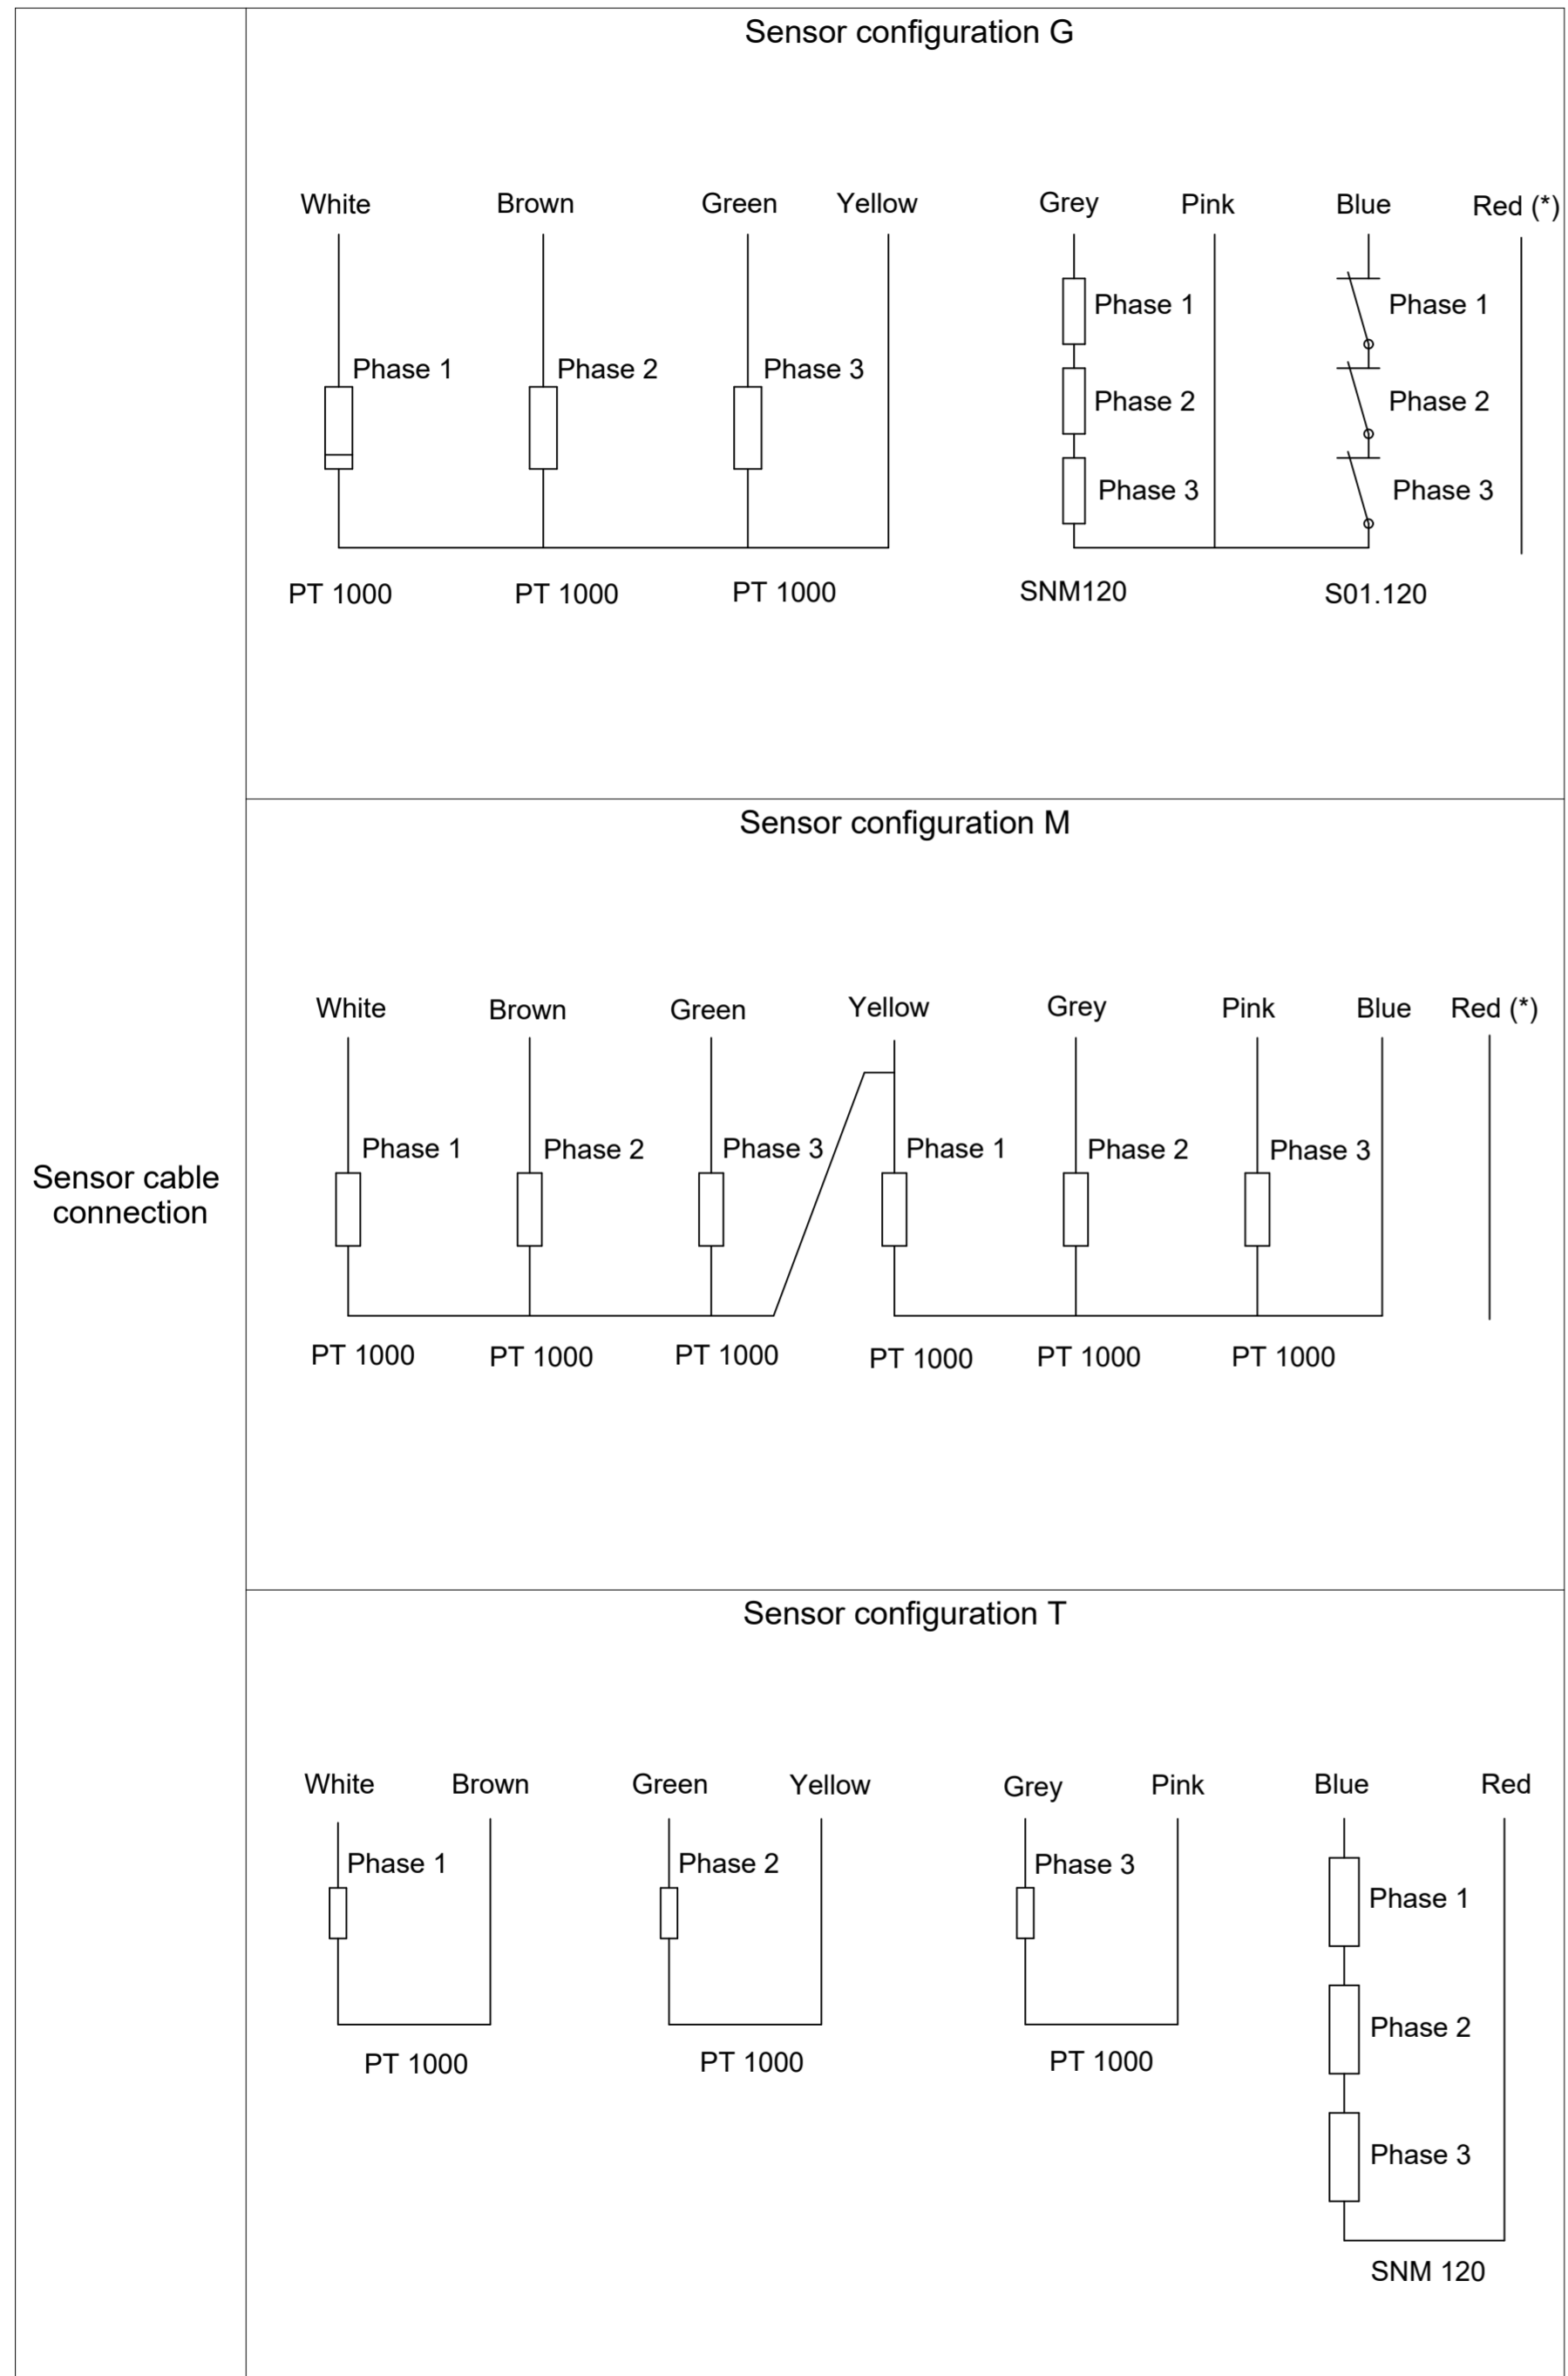 Sensor cable
connection
Sensor configuration G
White Brown Green Yellow Grey Pink Blue Red (*)
Phase 1 Phase 1
Phase 1 Phase 2 Phase 3
Phase 2 Phase 2
Phase 3 Phase 3
PT 1000 PT 1000 PT 1000 SNM120 S01.120
Sensor configuration M
White Brown Green Yellow Grey Pink Blue Red (*)
Phase 1 Phase 2 Phase 3 Phase 1 Phase 2 Phase 3
PT 1000 PT 1000 PT 1000 PT 1000 PT 1000 PT 1000
Sensor configuration T
White Brown Green Yellow Grey Pink Blue Red
Phase 1 Phase 2 Phase 3
Phase 1
Phase 2
PT 1000 PT 1000 PT 1000
Phase 3
SNM 120